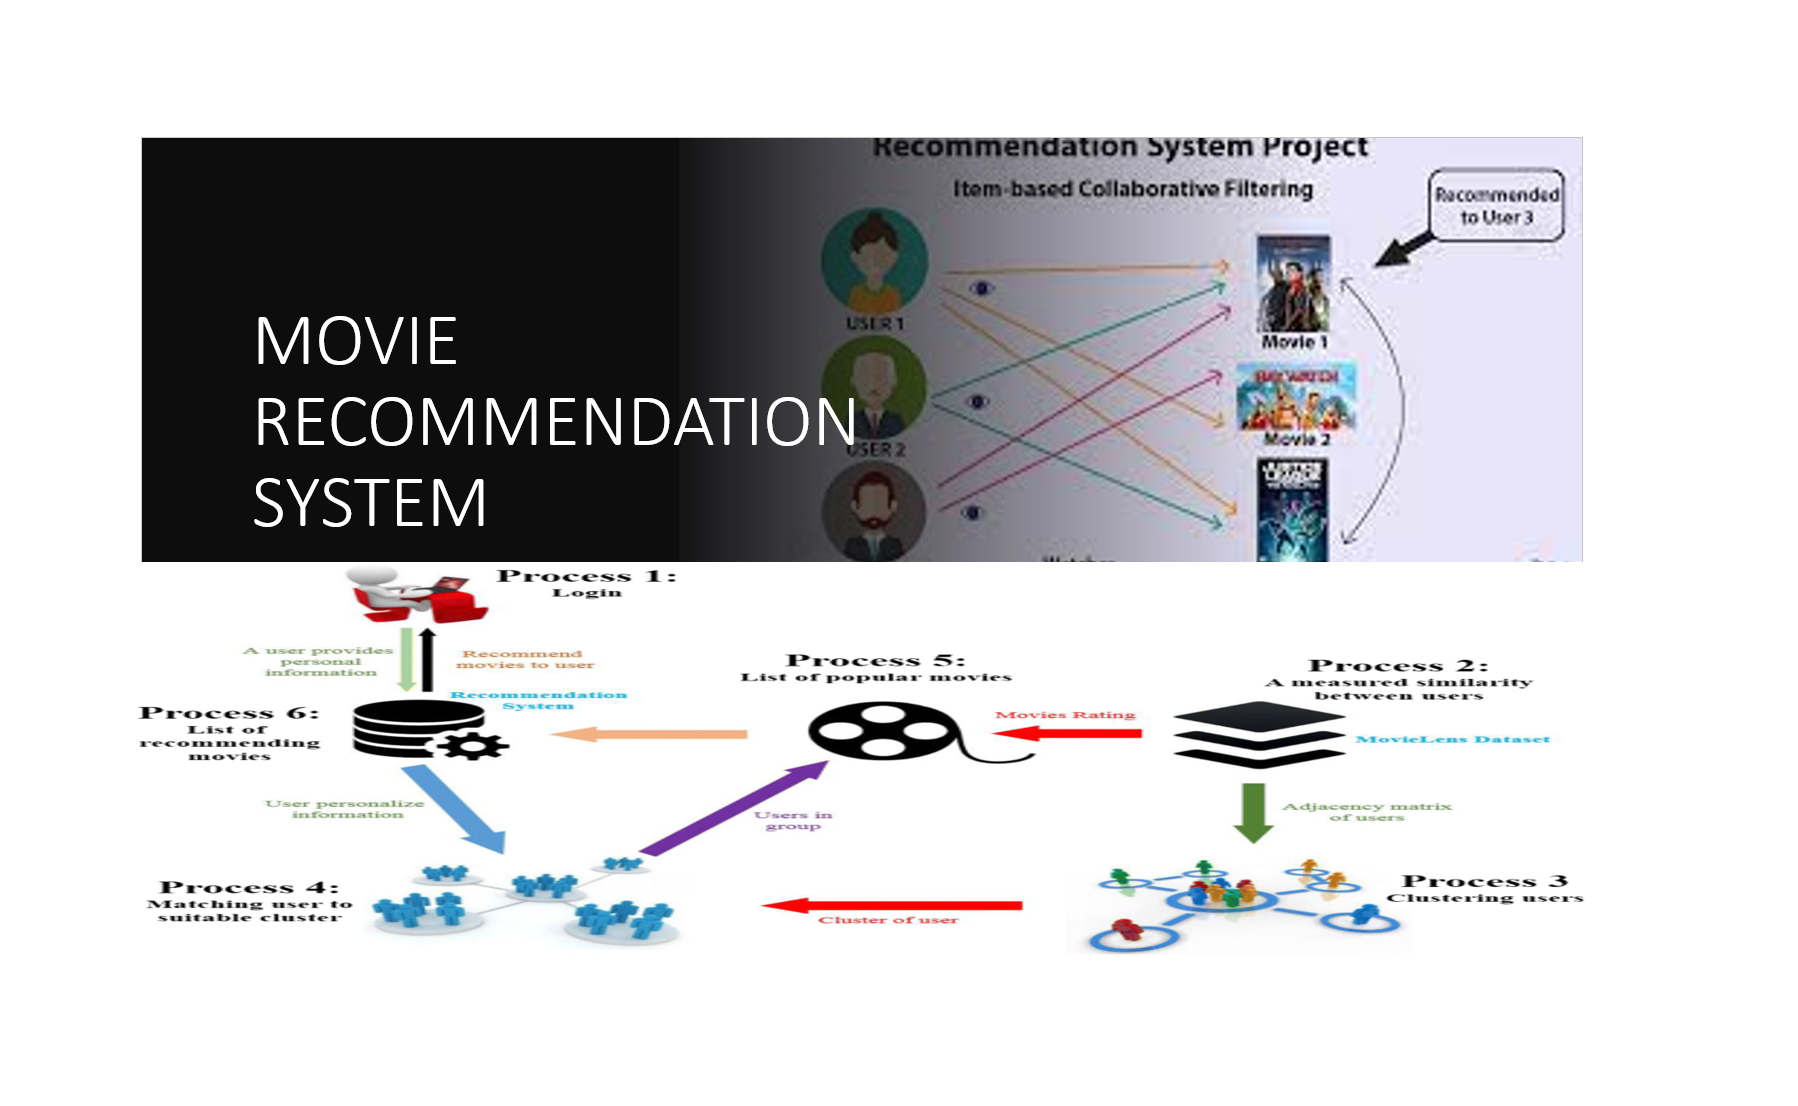 Recommendation System Project
Item-based Collaborative Filtering
Recommended
to User 3
MOVIE
RECOMMENDATION
SYSTEM
USER 1
USER 2
Movie 1
BAYWATCH
Movie 2
JUSTICE
LEAGUE
Process 1:
Login
A user provides
personal
information
Recommend
movies to user
Recommendation
System
Process 6:
List of
recommending
movies
Process 5:
List of popular movies
Movies Rating
Process 2:
A measured similarity
between users
MovieLens Dataset
User personalize
information
Users in
group
Adjacency matrix
of users
Process 4:
Matching user to
suitable cluster
Cluster of user
Process 3
Clustering users